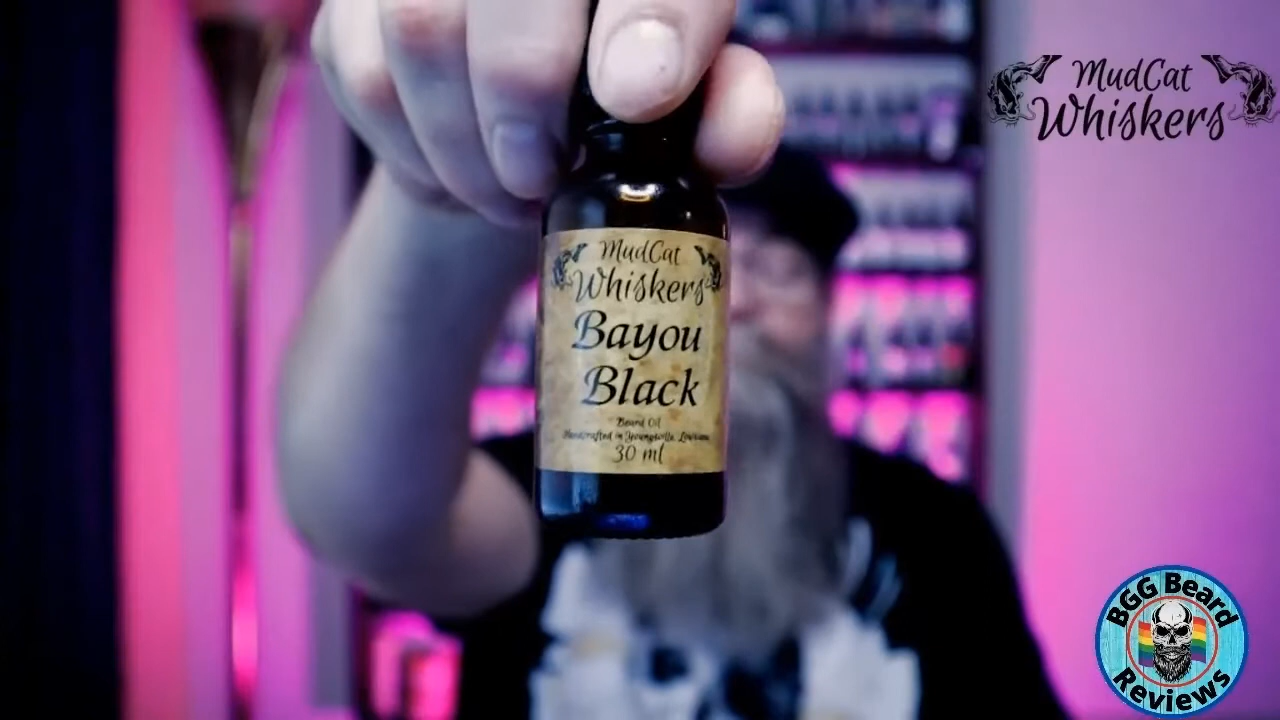 MudCat
Whiskers
MudCat
Whiskers
Bayou
Black
Beard Oil
Handcrafted in Youngsville, Louisiana
30 ml
BGG Beard
Reviews